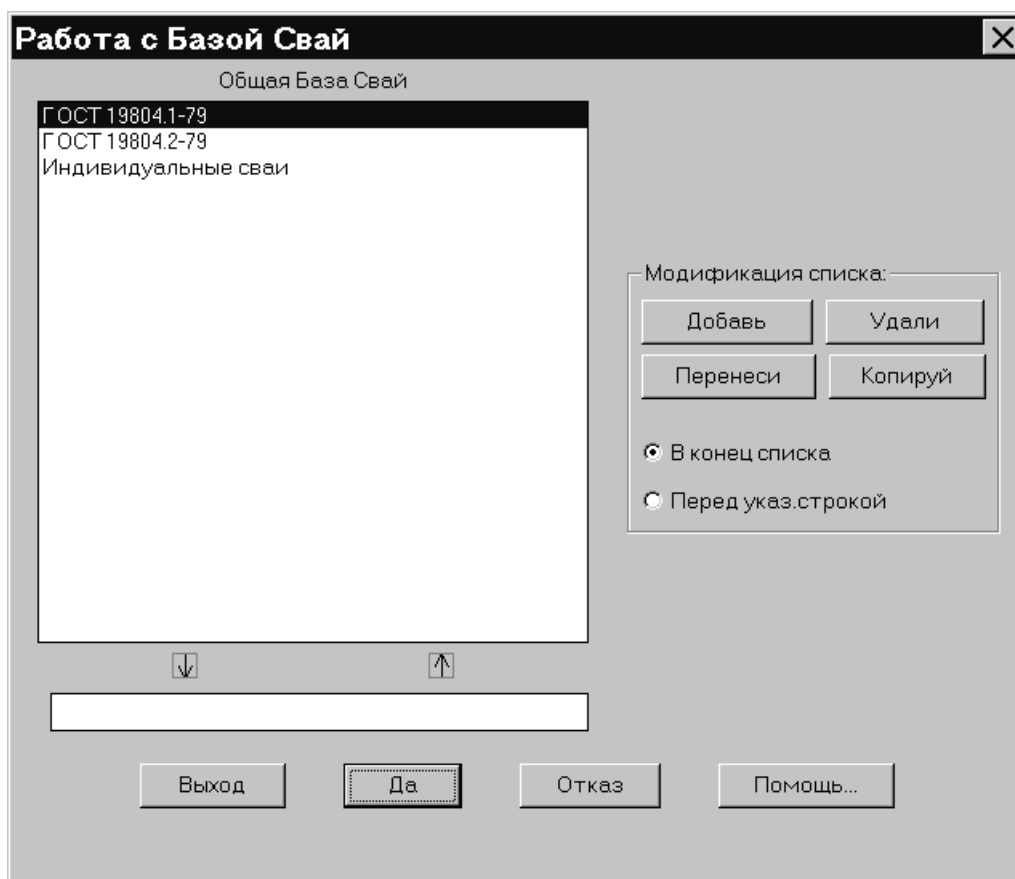 Работа с Базой Свай
Общая База Свай
ГОСТ 19804.1-79
ГОСТ 19804.2-79
Индивидуальные сваи
Модификация списка:
Добавь Удали
Перенеси Копируй
В конец списка
Перед указ.строкой
Выход Да Отказ Помощь...